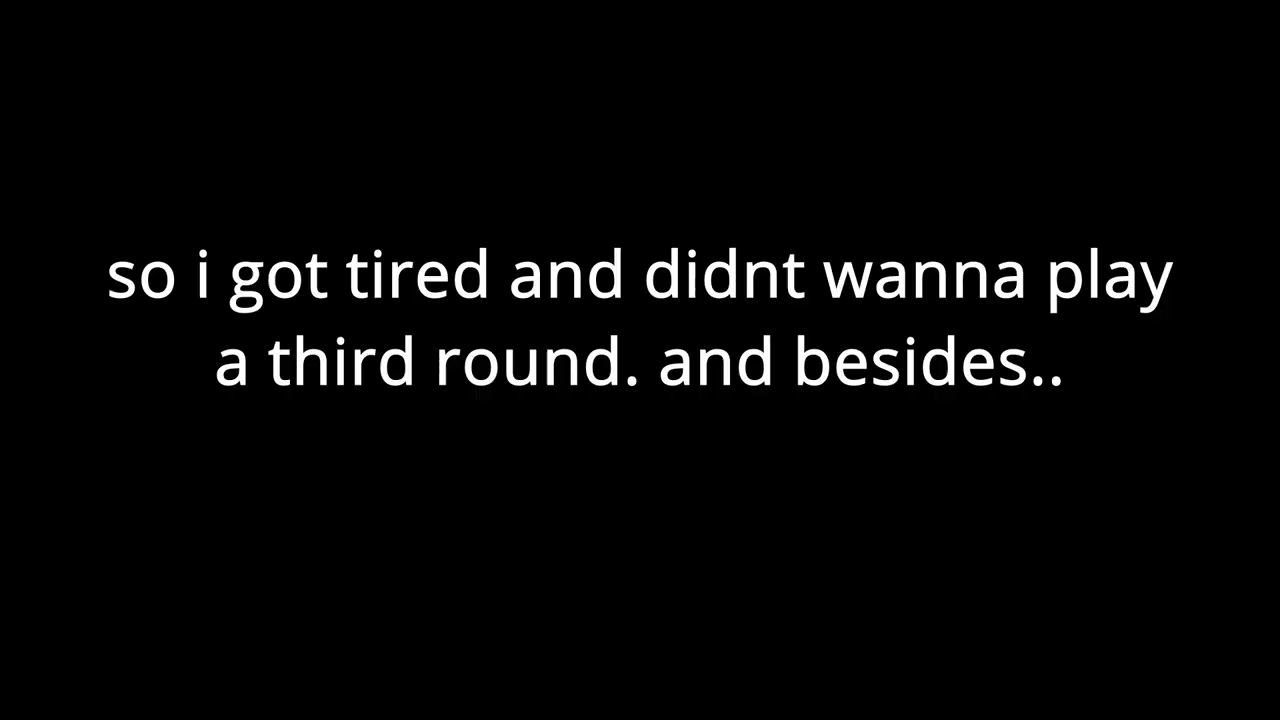 so i got tired and didnt wanna play
a third round. and besides..